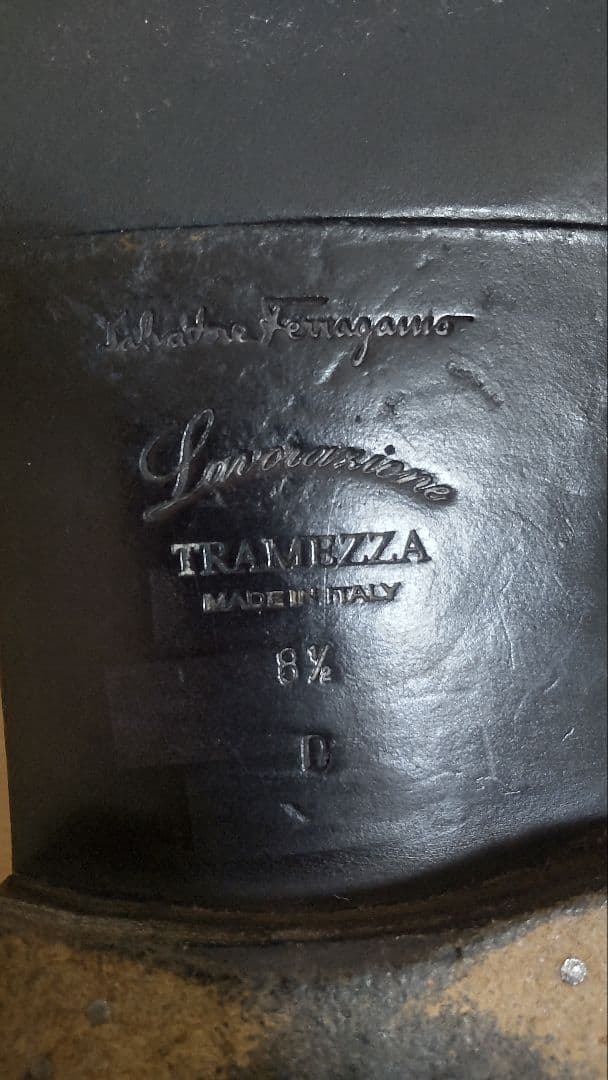 Salvatore Ferragamo
Lavorazione
TRAMEZZA
MADE IN ITALY
8½
D